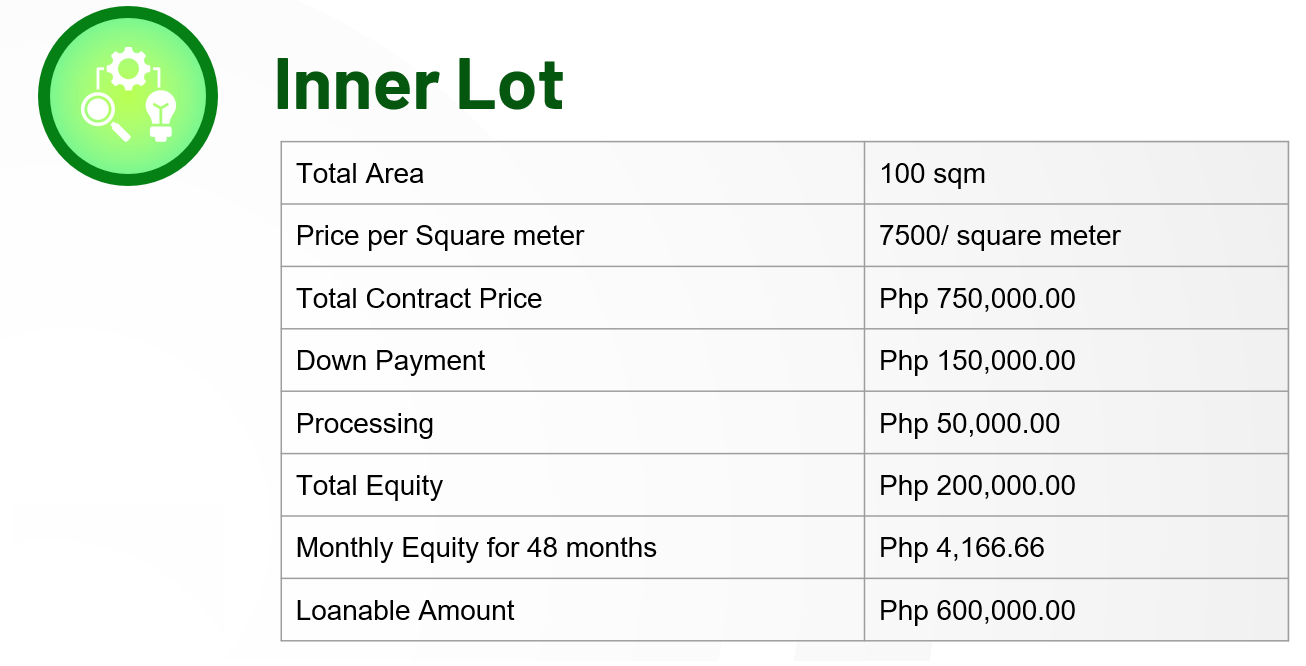 Inner Lot
Total Area 100 sqm
Price per Square meter 7500/ square meter
Total Contract Price Php 750,000.00
Down Payment Php 150,000.00
Processing Php 50,000.00
Total Equity Php 200,000.00
Monthly Equity for 48 months Php 4,166.66
Loanable Amount Php 600,000.00